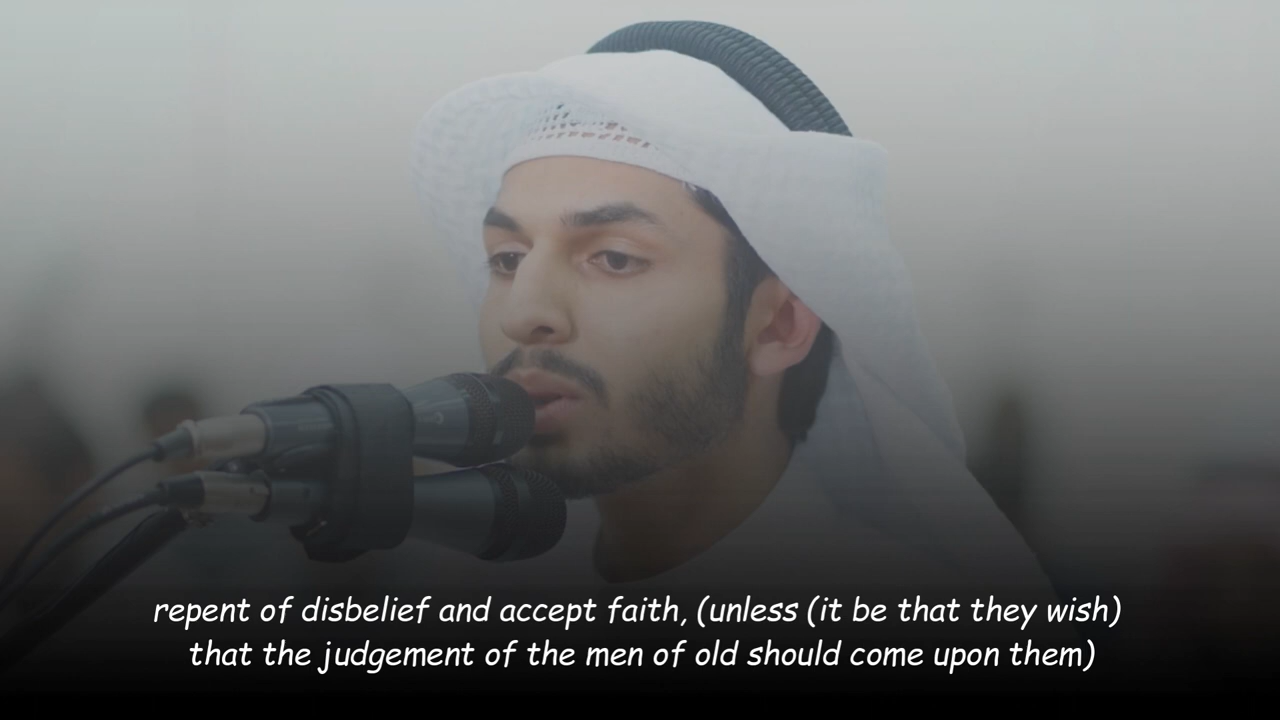 repent of disbelief and accept faith, (unless (it be that they wish)
that the judgement of the men of old should come upon them)